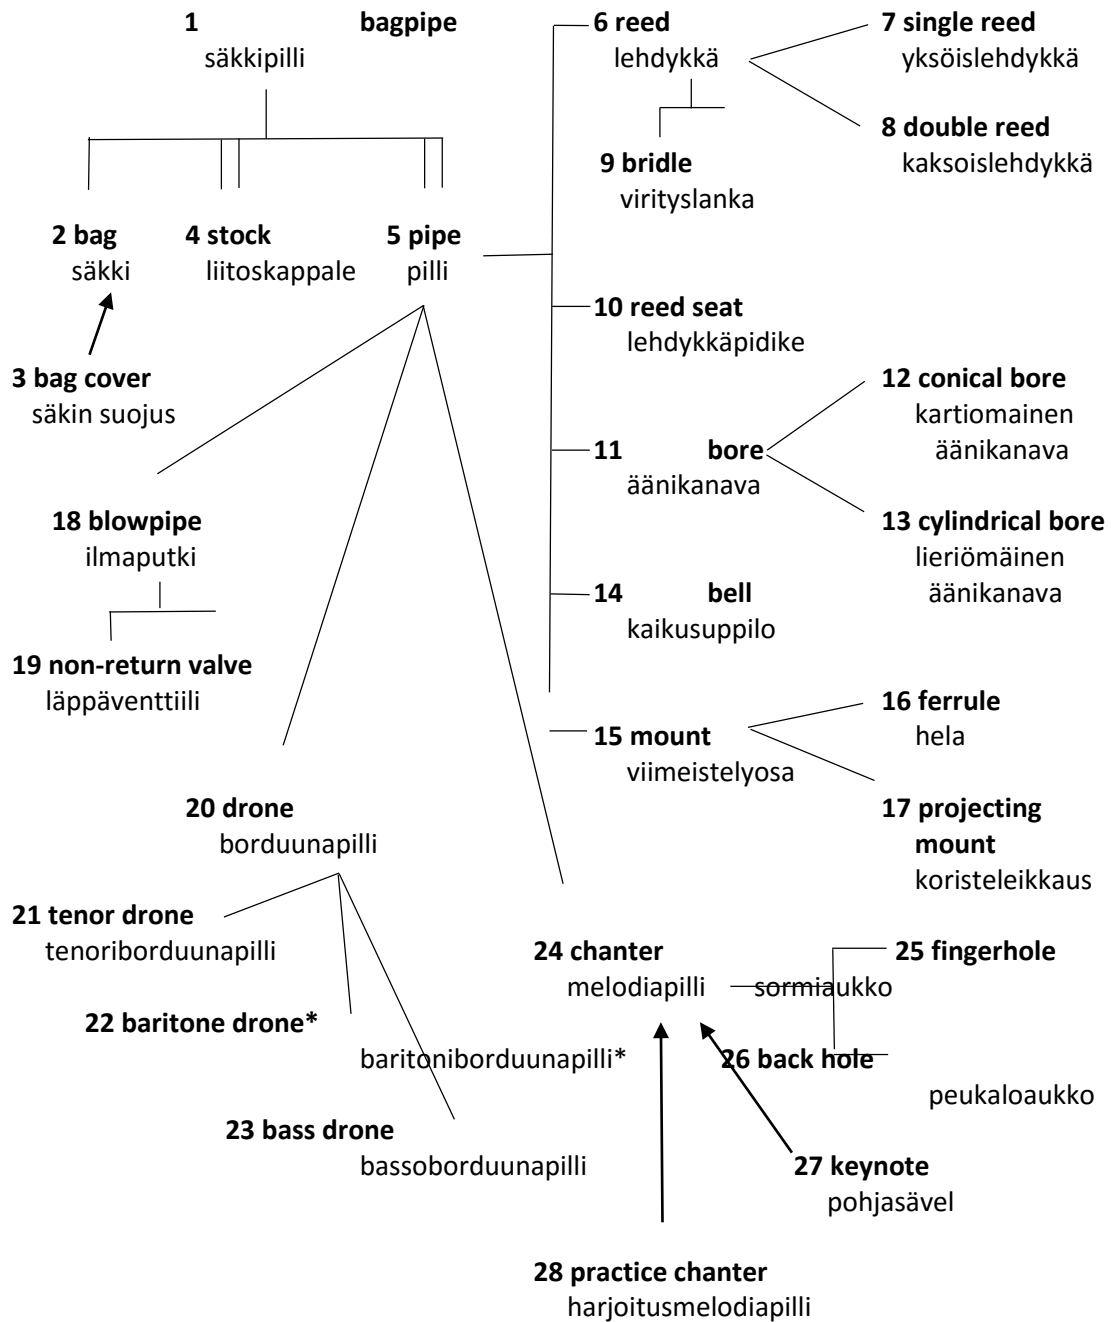 1 bagpipe
säkkipilli
2 bag
säkki
3 bag cover
säkin suojus
4 stock
liitoskappale
5 pipe
pilli
6 reed
lehdykkä
7 single reed
yksöislehdykkä
8 double reed
kaksoislehdykkä
9 bridle
virityslanka
10 reed seat
lehdykkäpidike
11 bore
äänikanava
12 conical bore
kartiomainen
äänikanava
13 cylindrical bore
lieriömäinen
äänikanava
14 bell
kaikusuppilo
15 mount
viimeistelyosa
16 ferrule
hela
17 projecting
mount
koristeleikkaus
18 blowpipe
ilmaputki
19 non-return valve
läppäventtiili
20 drone
borduunapilli
21 tenor drone
tenoriborduunapilli
22 baritone drone*
baritoniborduunapilli*
23 bass drone
bassoborduunapilli
24 chanter
melodiapilli
25 fingerhole
sormiaukko
26 back hole
peukaloaukko
27 keynote
pohjasävel
28 practice chanter
harjoitusmelodiapilli